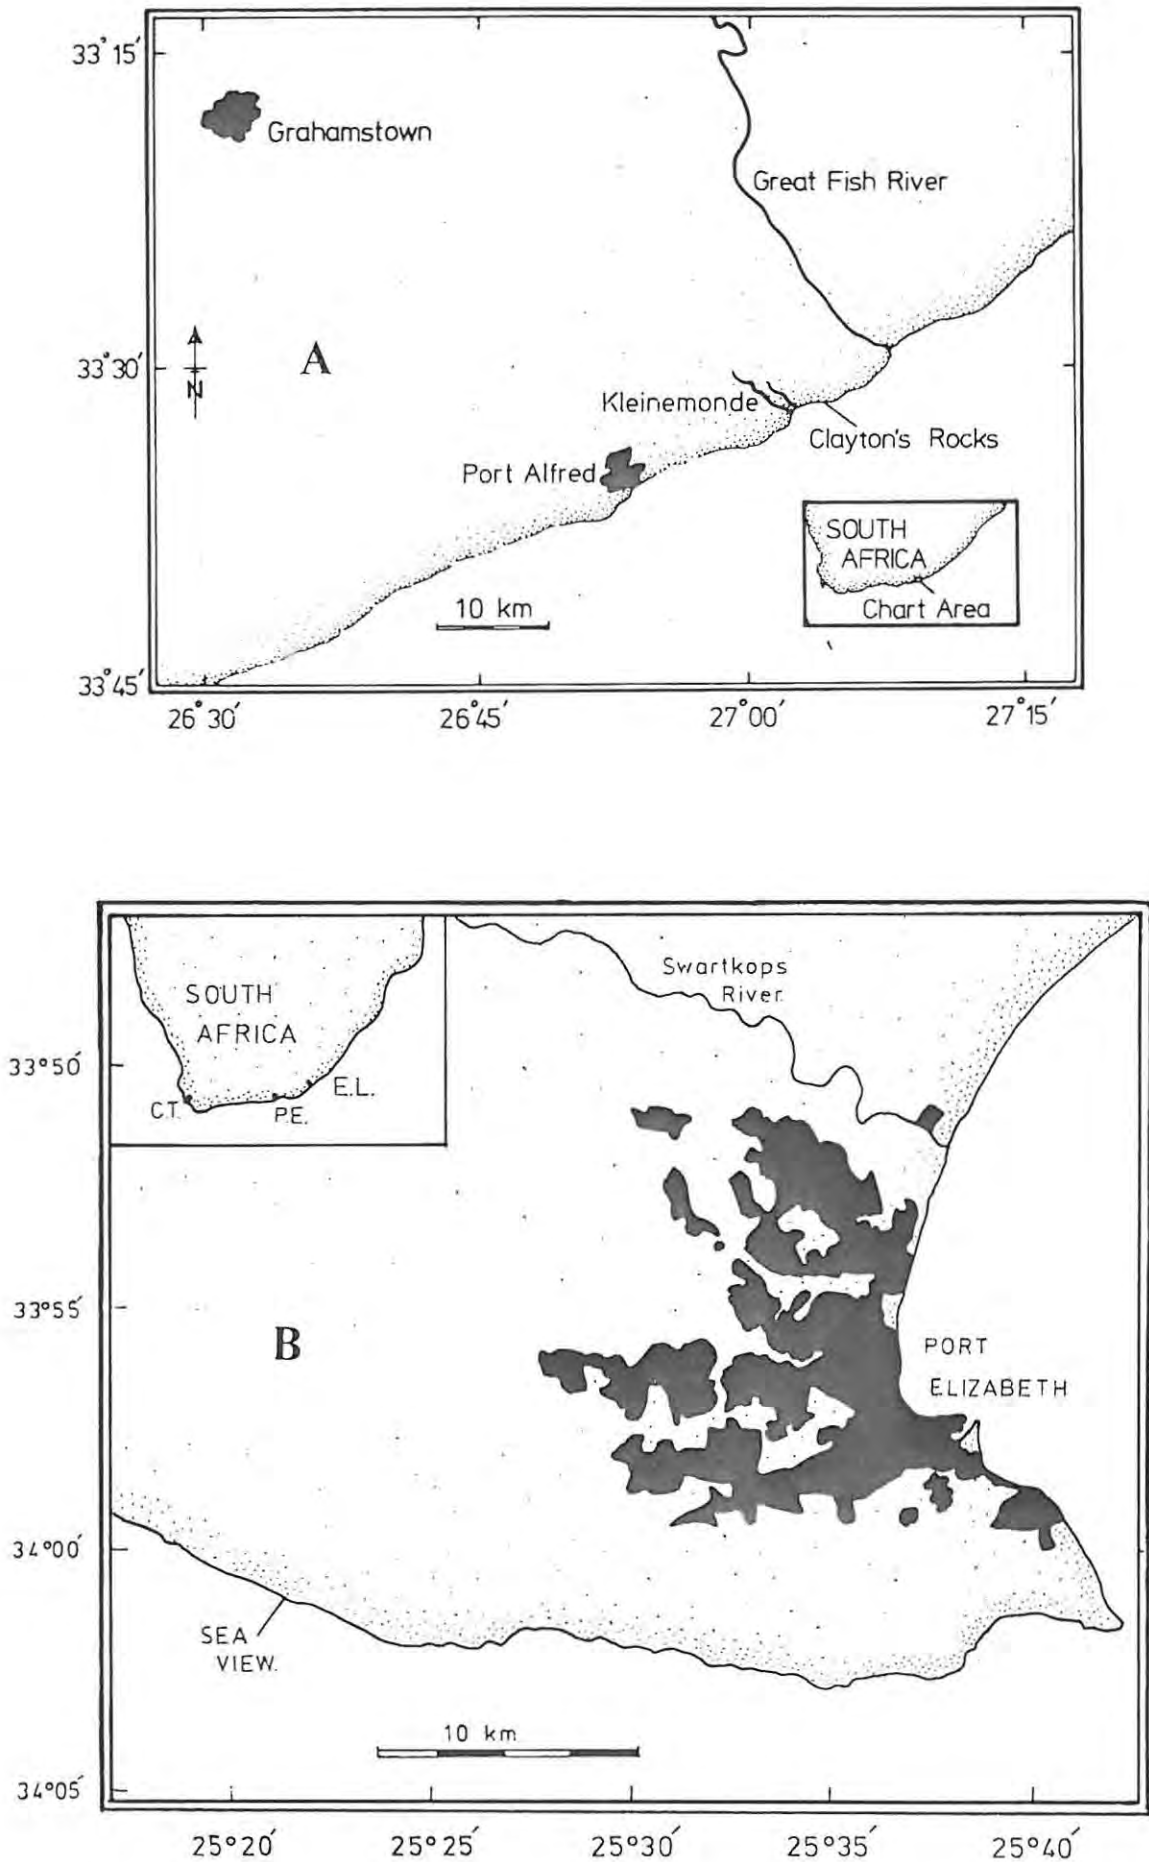 33°15′
Grahamstown
Great Fish River
33°30′
N
A
Kleinemonde
Clayton's Rocks
Port Alfred
SOUTH
AFRICA
Chart Area
10 km
33°45′
26°30′
26°45′
27°00′
27°15′
Swartkops
River
SOUTH
AFRICA
33°50′
E.L.
C.T.
P.E.
33°55′
B
PORT
ELIZABETH
34°00′
SEA
VIEW.
10 km
34°05′
25°20′
25°25′
25°30′
25°35′
25°40′